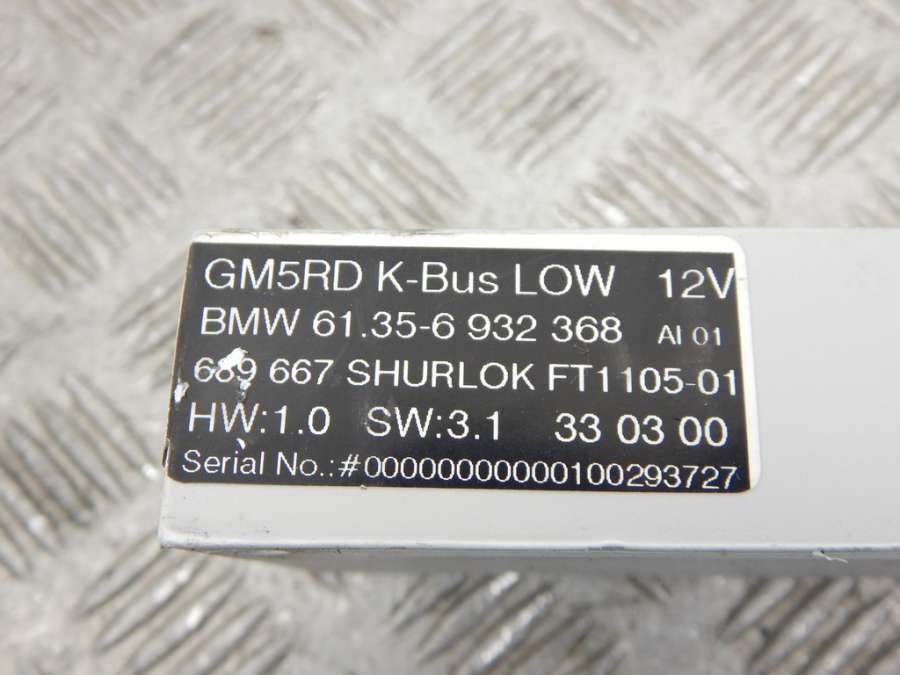 GM5RD K-Bus LOW 12V
BMW 61.35-6 932 368 AI 01
689 667 SHURLOK FT1105-01
HW:1.0 SW:3.1 33 03 00
Serial No.:#00000000000100293727